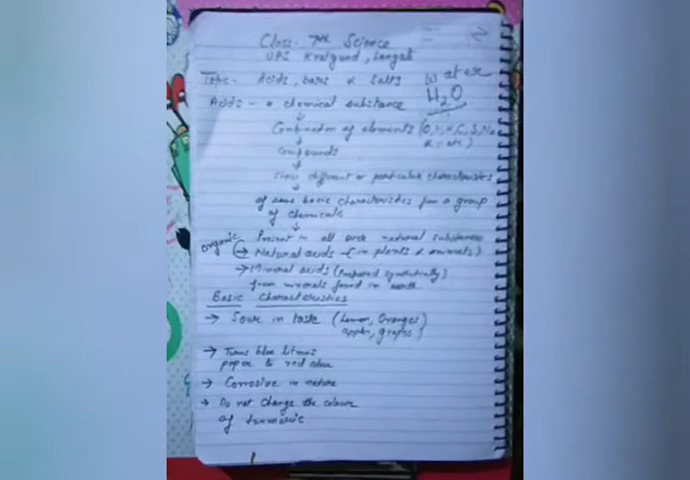 Class - 7th Science
UPS Kralgund, Langate
Topic - Acids, bases & Salts
Water
H2O
Acids - a chemical substance
↓
Combination of elements (O, N, H, C, S, Na
K etc)
↓
Compounds
↓
Show different or particular characteristics
↓
of same basic characteristics form a group
of chemicals
↓
Organic Present in all over natural substances
→ Natural acids - (in plants & animals)
→ Mineral acids (Prepared synthetically)
from minerals found in earth
Basic Characteristics
→ Sour in taste (Lemon, Oranges)
apples, grapes)
→ Turns blue litmus
paper to red colour
→ Corrosive in nature
→ Do not change the colour
of turmeric